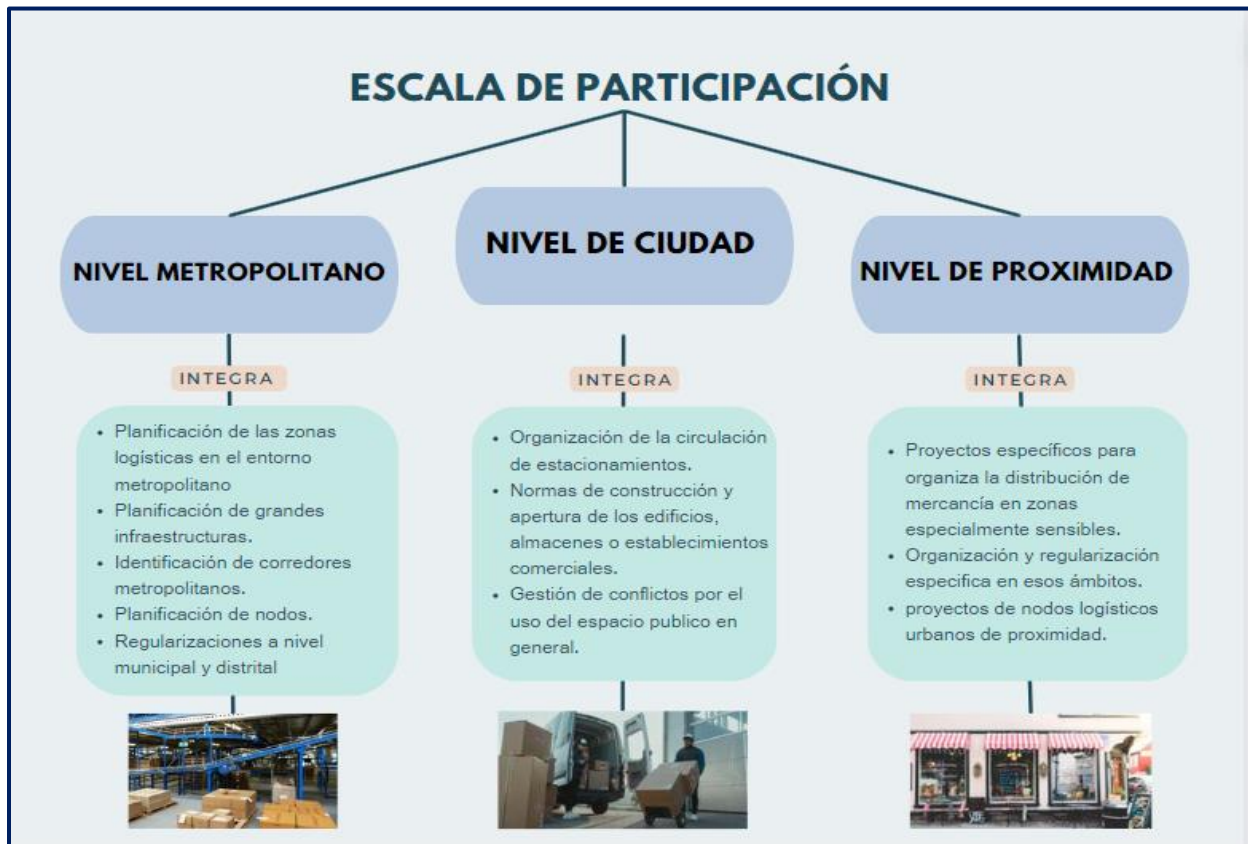 ESCALA DE PARTICIPACIÓN
NIVEL METROPOLITANO
INTEGRA
• Planificación de las zonas
logísticas en el entorno
metropolitano
• Planificación de grandes
infraestructuras.
• Identificación de corredores
metropolitanos.
• Planificación de nodos.
• Regularizaciones a nivel
municipal y distrital
NIVEL DE CIUDAD
INTEGRA
• Organización de la circulación
de estacionamientos.
• Normas de construcción y
apertura de los edificios,
almacenes o establecimientos
comerciales.
• Gestión de conflictos por el
uso del espacio publico en
general.
NIVEL DE PROXIMIDAD
INTEGRA
• Proyectos específicos para
organiza la distribución de
mercancía en zonas
especialmente sensibles.
• Organización y regularización
especifica en esos ámbitos.
• proyectos de nodos logísticos
urbanos de proximidad.